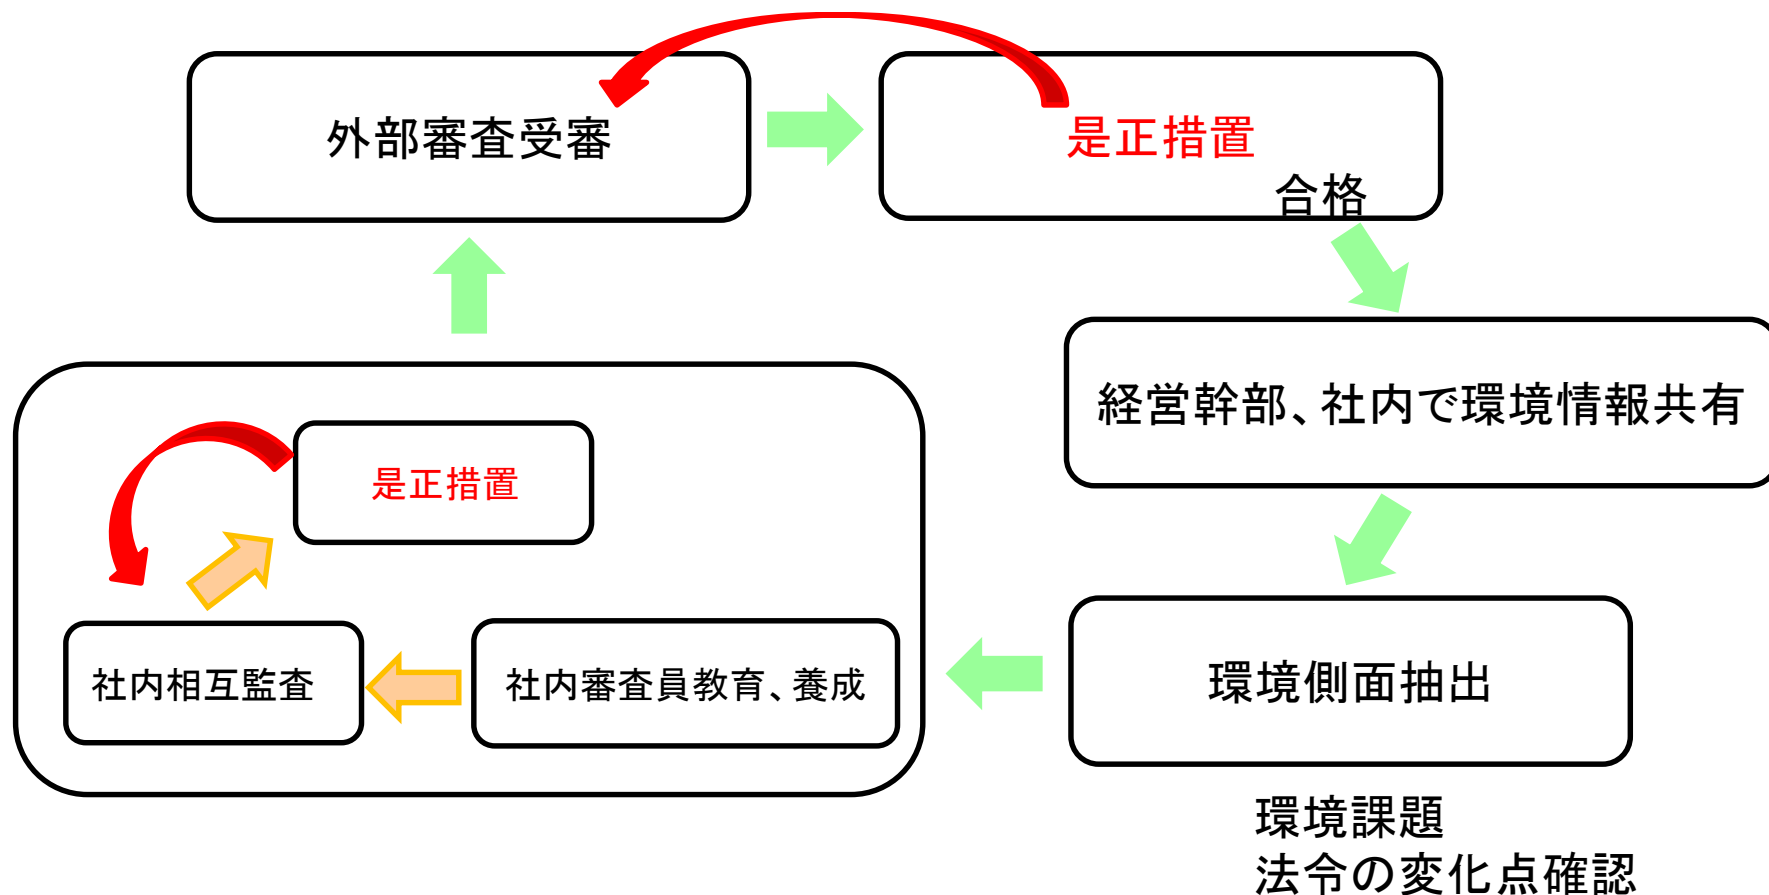 外部審査受審
是正措置
合格
経営幹部、社内で環境情報共有
是正措置
社内相互監査
社内審査員教育、養成
環境側面抽出
環境課題
法令の変化点確認